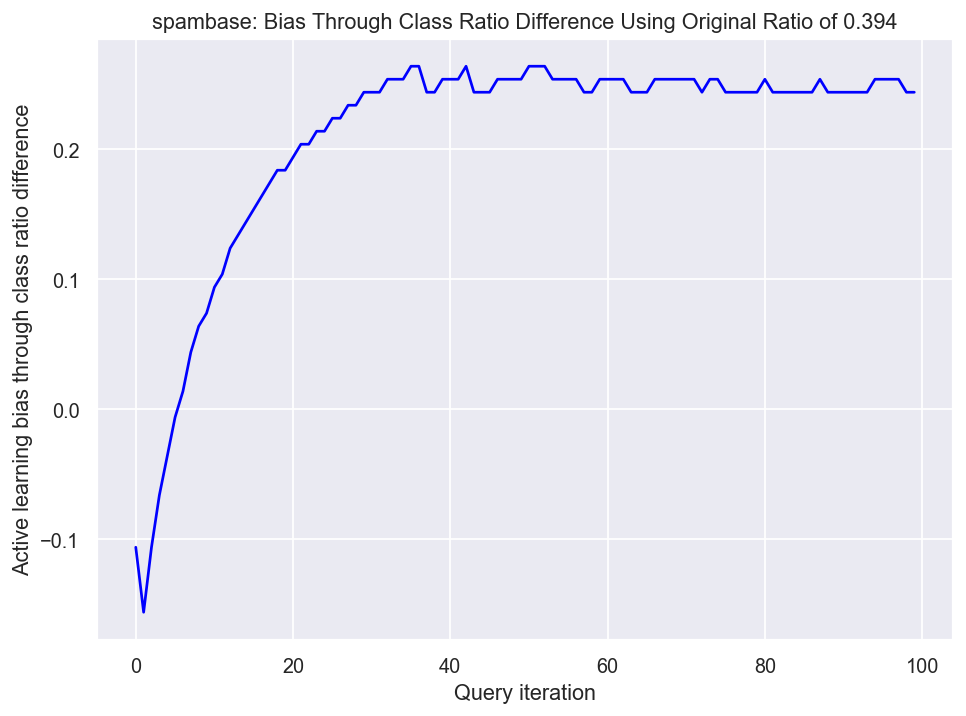 spambase: Bias Through Class Ratio Difference Using Original Ratio of 0.394
Active learning bias through class ratio difference
0.2
0.1
0.0
−0.1
0 20 40 60 80 100
Query iteration